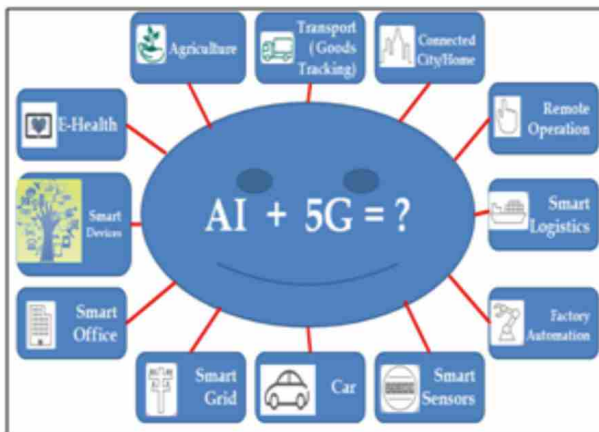 Agriculture
Transport
(Goods
Tracking)
Connected
City/Home
E-Health
Remote
Operation
Smart
Devices
AI + 5G = ?
Smart
Logistics
Smart
Office
Factory
Automation
Smart
Grid
Car
Smart
Sensors